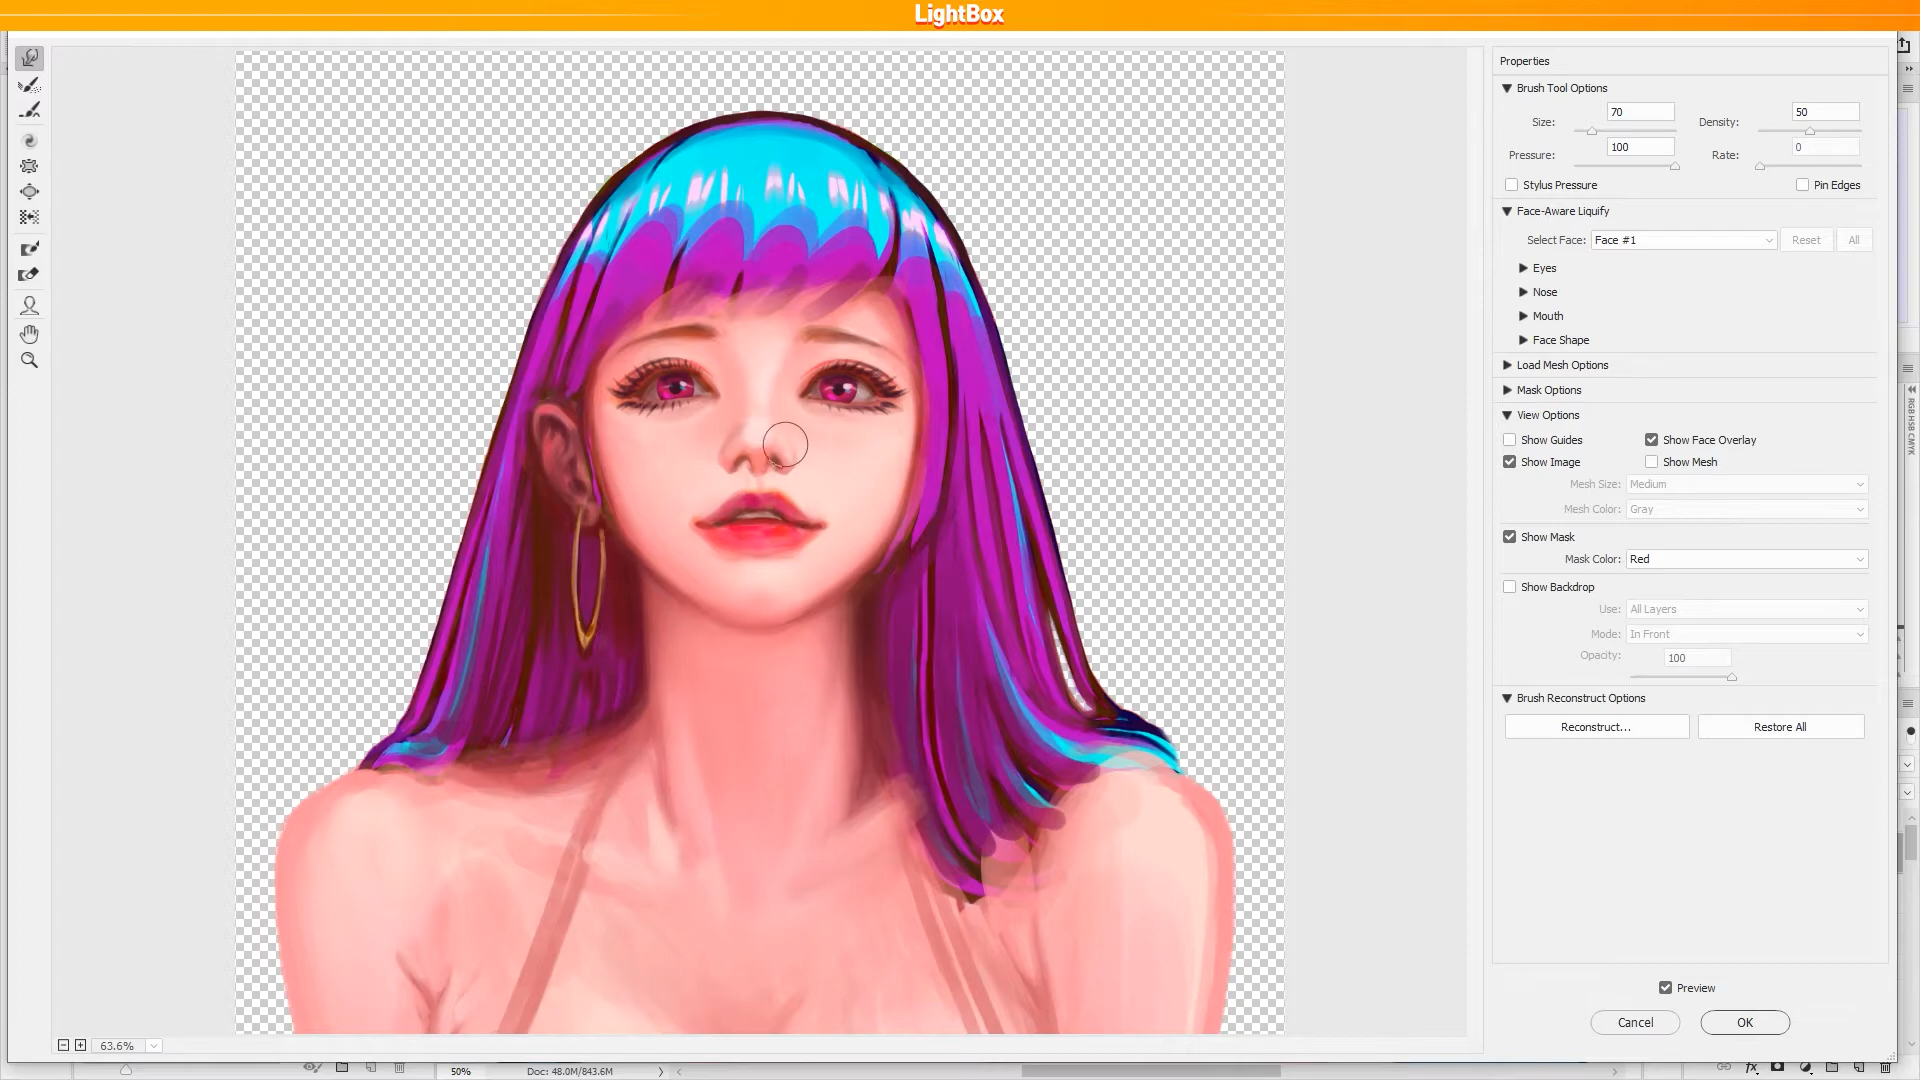 LightBox
Properties
Brush Tool Options
Size: 70 Density: 50
Pressure: 100 Rate: 0
Stylus Pressure Pin Edges
Face-Aware Liquify
Select Face: Face #1 Reset All
Eyes
Nose
Mouth
Face Shape
Load Mesh Options
Mask Options
View Options
Show Guides Show Face Overlay
Show Image Show Mesh
Mesh Size: Medium
Mesh Color: Gray
Show Mask
Mask Color: Red
Show Backdrop
Use: All Layers
Mode: In Front
Opacity: 100
Brush Reconstruct Options
Reconstruct... Restore All
Preview
Cancel OK
RGB HSB CMYK
63.6%
50% Doc: 48.0M/843.6M
fx